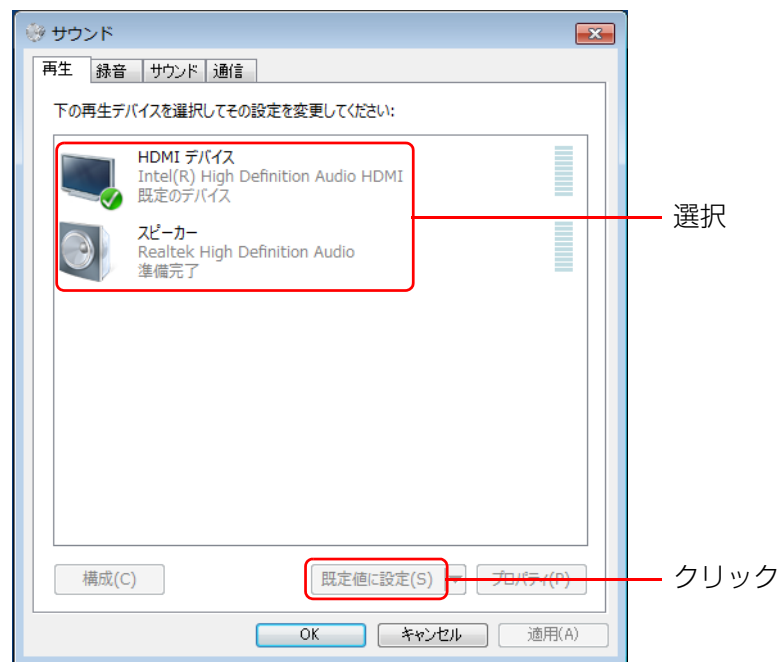 サウンド
再生 録音 サウンド 通信
下の再生デバイスを選択してその設定を変更してください:
HDMI デバイス
Intel(R) High Definition Audio HDMI
既定のデバイス
選択
スピーカー
Realtek High Definition Audio
準備完了
構成(C) 既定値に設定(S) プロパティ(P)
クリック
OK キャンセル 適用(A)